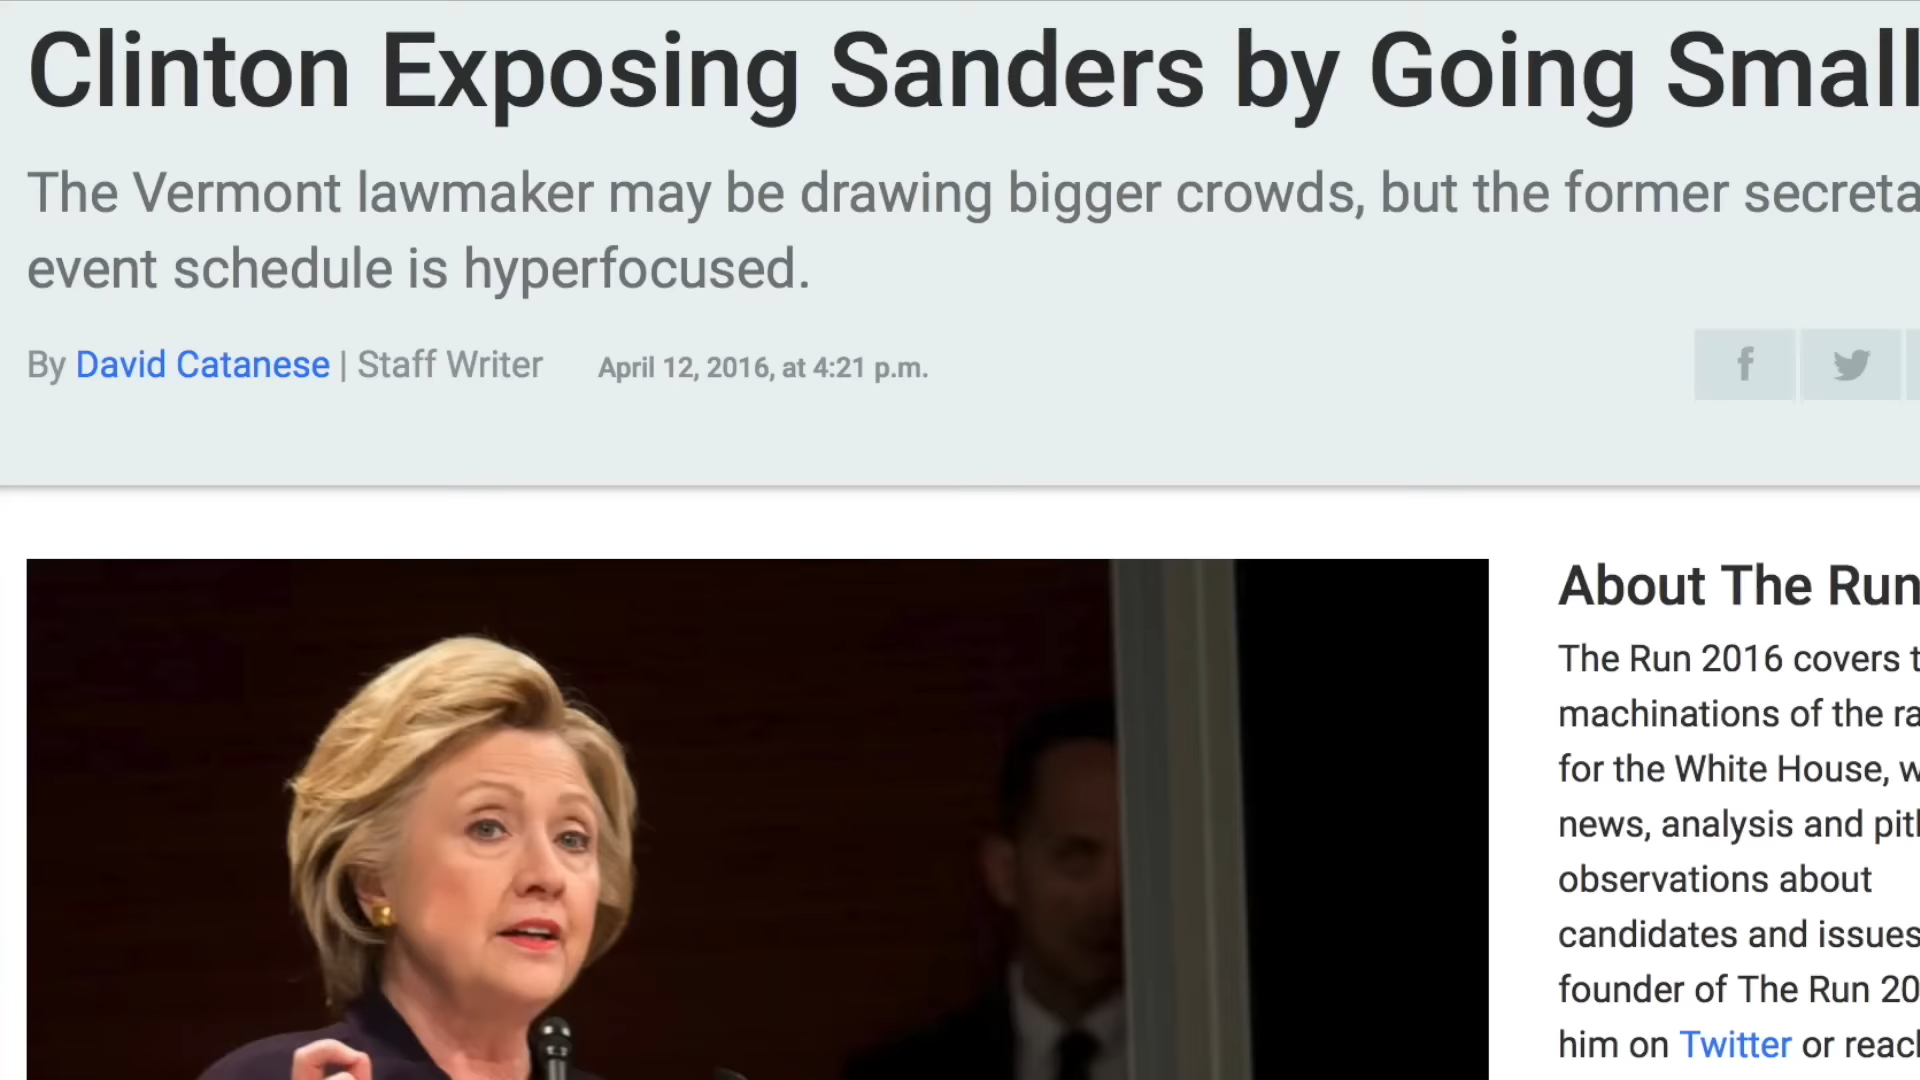 Clinton Exposing Sanders by Going Small
The Vermont lawmaker may be drawing bigger crowds, but the former secreta
event schedule is hyperfocused.
By David Catanese | Staff Writer April 12, 2016, at 4:21 p.m.
About The Run
The Run 2016 covers t
machinations of the ra
for the White House, w
news, analysis and pit
observations about
candidates and issues
founder of The Run 20
him on Twitter or reac